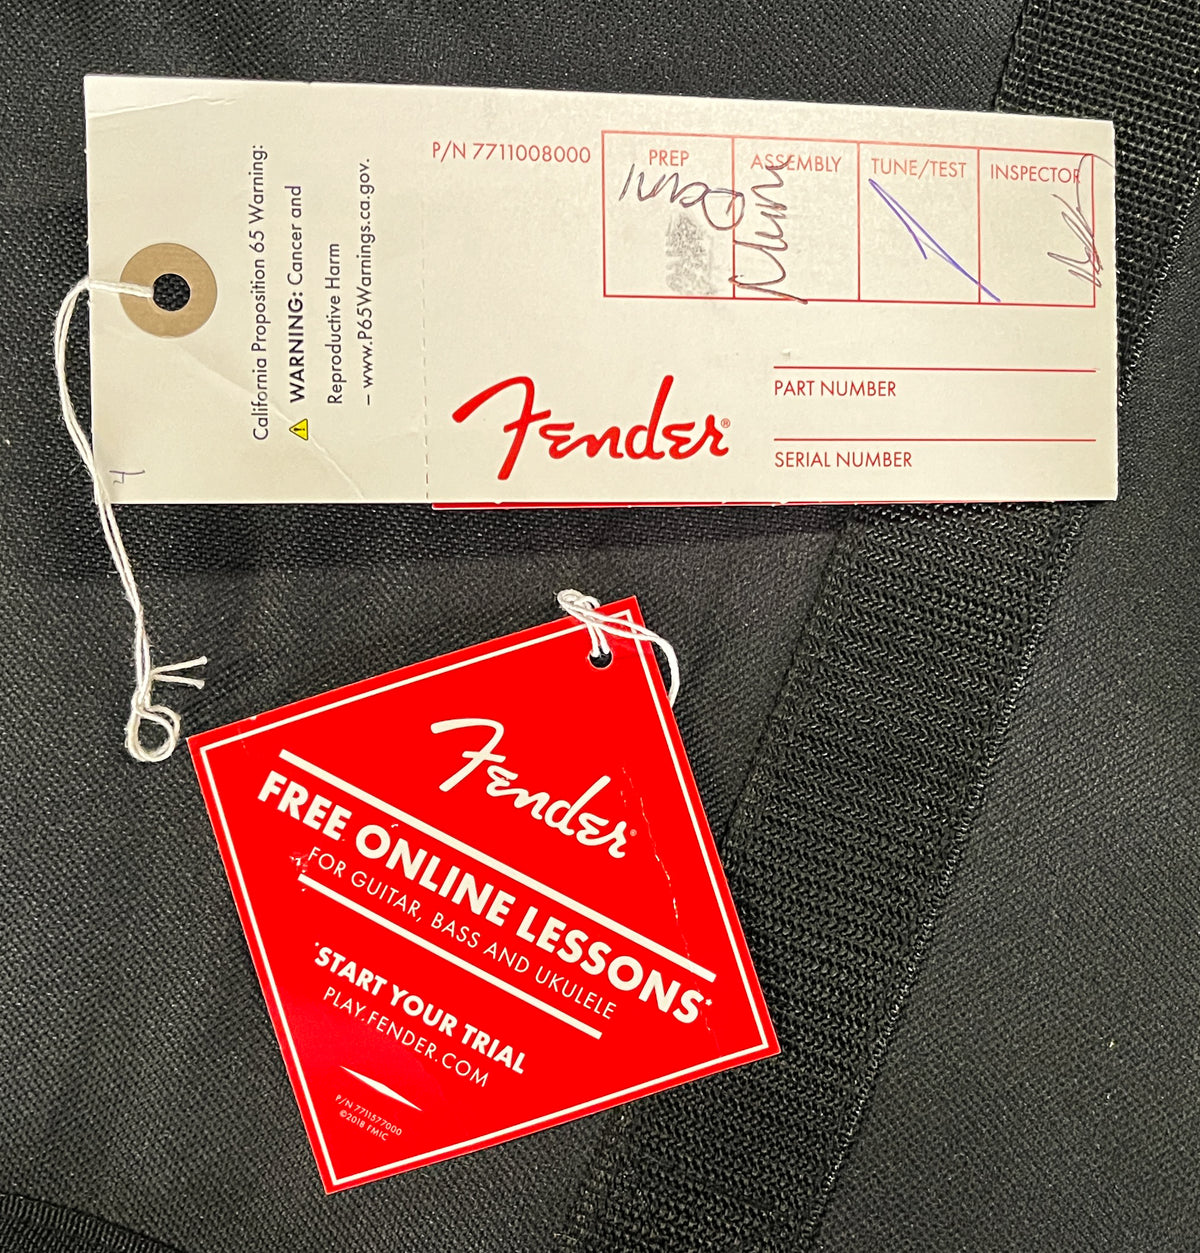 California Proposition 65 Warning:
⚠ WARNING: Cancer and
Reproductive Harm
– www.P65Warnings.ca.gov.
4
P/N 7711008000
PREP
ASSEMBLY
TUNE/TEST
INSPECTOR
Fender®
PART NUMBER
SERIAL NUMBER
Fender®
FREE ONLINE LESSONS*
FOR GUITAR, BASS AND UKULELE
*START YOUR TRIAL
PLAY.FENDER.COM
P/N 7711577000
©2018 FMIC